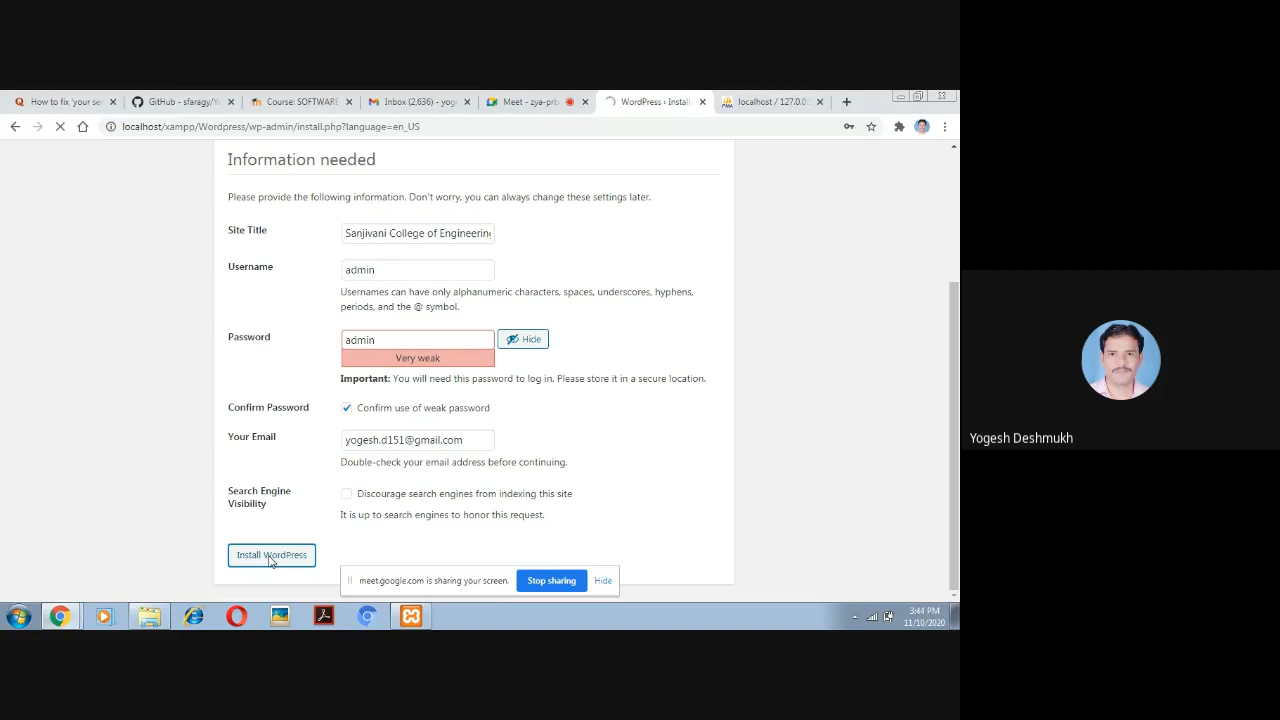 How to fix 'your se
GitHub - sfaragy/Y
Course: SOFTWARE
Inbox (2,636) - yog
Meet - zya-prb
WordPress › Install
localhost / 127.0.0.
localhost/xampp/Wordpress/wp-admin/install.php?language=en_US
Information needed
Please provide the following information. Don't worry, you can always change these settings later.
Site Title
Sanjivani College of Engineering
Username
admin
Usernames can have only alphanumeric characters, spaces, underscores, hyphens,
periods, and the @ symbol.
Password
admin
Hide
Very weak
Important: You will need this password to log in. Please store it in a secure location.
Confirm Password
Confirm use of weak password
Your Email
yogesh.d151@gmail.com
Double-check your email address before continuing.
Search Engine
Visibility
Discourage search engines from indexing this site
It is up to search engines to honor this request.
Install WordPress
meet.google.com is sharing your screen.
Stop sharing
Hide
3:44 PM
11/10/2020
Yogesh Deshmukh